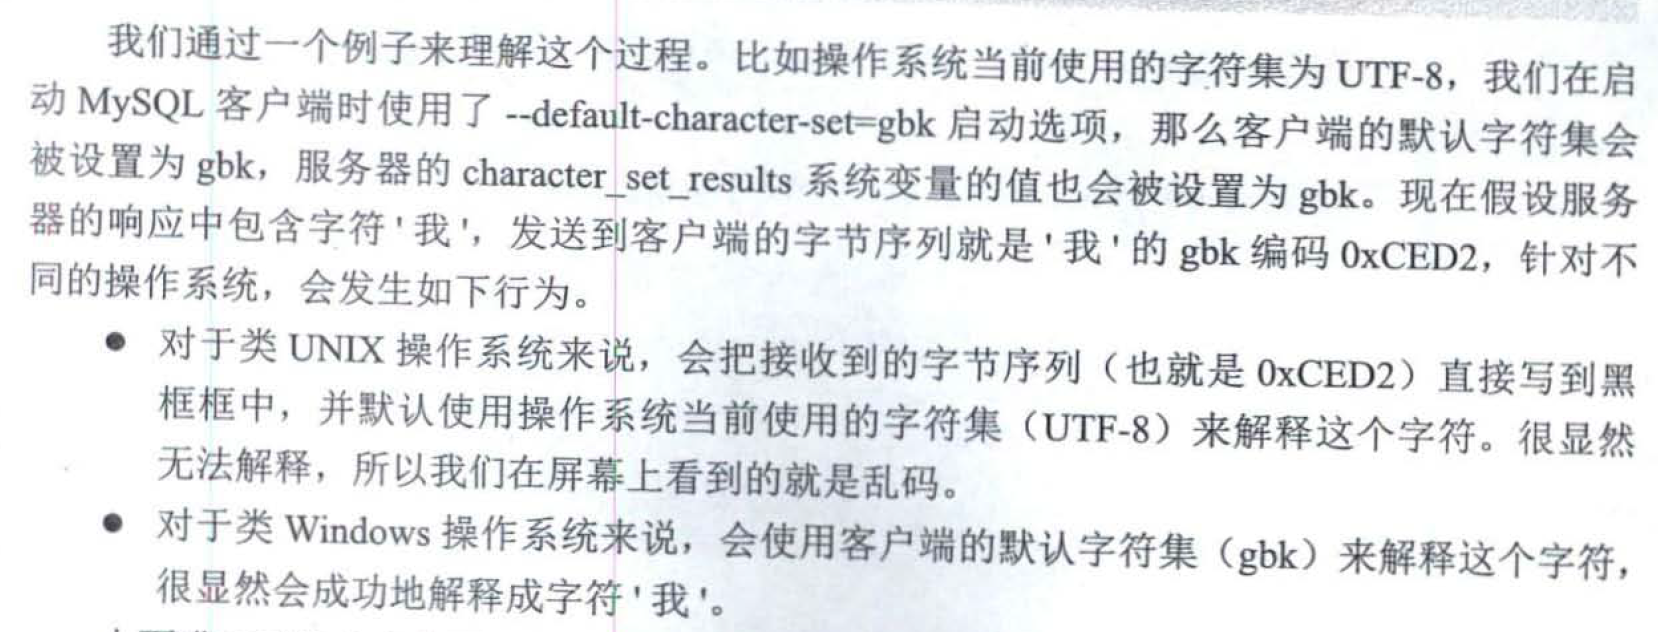 我们通过一个例子来理解这个过程。比如操作系统当前使用的字符集为 UTF-8，我们在启
动 MySQL 客户端时使用了 --default-character-set=gbk 启动选项，那么客户端的默认字符集会
被设置为 gbk，服务器的 character_set_results 系统变量的值也会被设置为 gbk。现在假设服务
器的响应中包含字符 '我'，发送到客户端的字节序列就是 '我' 的 gbk 编码 0xCED2，针对不
同的操作系统，会发生如下行为。
● 对于类 UNIX 操作系统来说，会把接收到的字节序列（也就是 0xCED2）直接写到黑
框框中，并默认使用操作系统当前使用的字符集（UTF-8）来解释这个字符。很显然
无法解释，所以我们在屏幕上看到的就是乱码。
● 对于类 Windows 操作系统来说，会使用客户端的默认字符集（gbk）来解释这个字符，
很显然会成功地解释成字符 '我'。